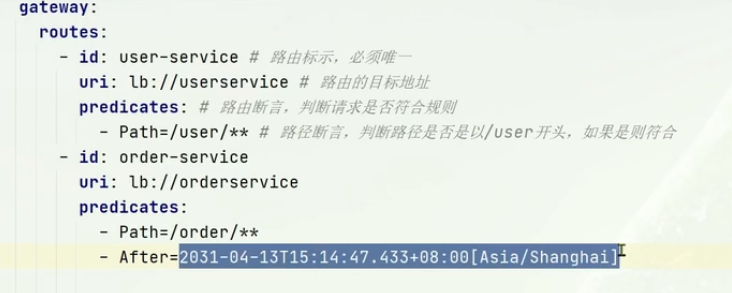 gateway:
routes:
- id: user-service # 路由标示，必须唯一
uri: lb://userservice # 路由的目标地址
predicates: # 路由断言，判断请求是否符合规则
- Path=/user/** # 路径断言，判断路径是否是以/user开头，如果是则符合
- id: order-service
uri: lb://orderservice
predicates:
- Path=/order/**
- After=2031-04-13T15:14:47.433+08:00[Asia/Shanghai]